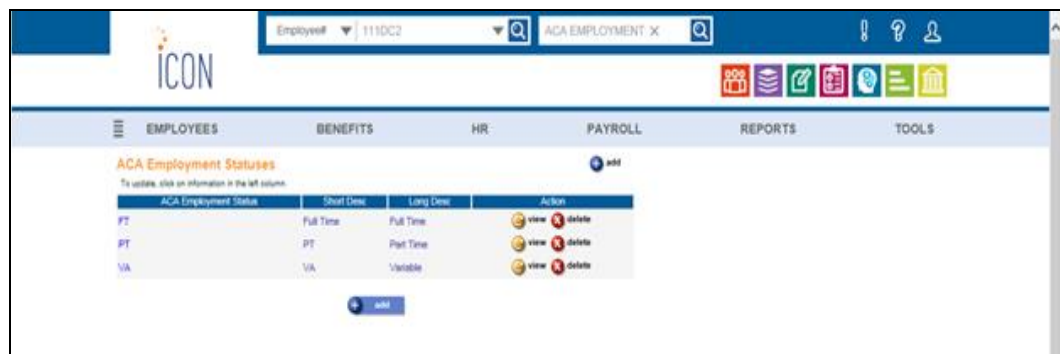 Employee# 111DC2 ACA EMPLOYMENT ×
iCON
EMPLOYEES BENEFITS HR PAYROLL REPORTS TOOLS
ACA Employment Statuses add
To update, click on information in the left column.
ACA Employment Status Short Desc Long Desc Action
FT Full Time Full Time view delete
PT PT Part Time view delete
VA VA Variable view delete
add